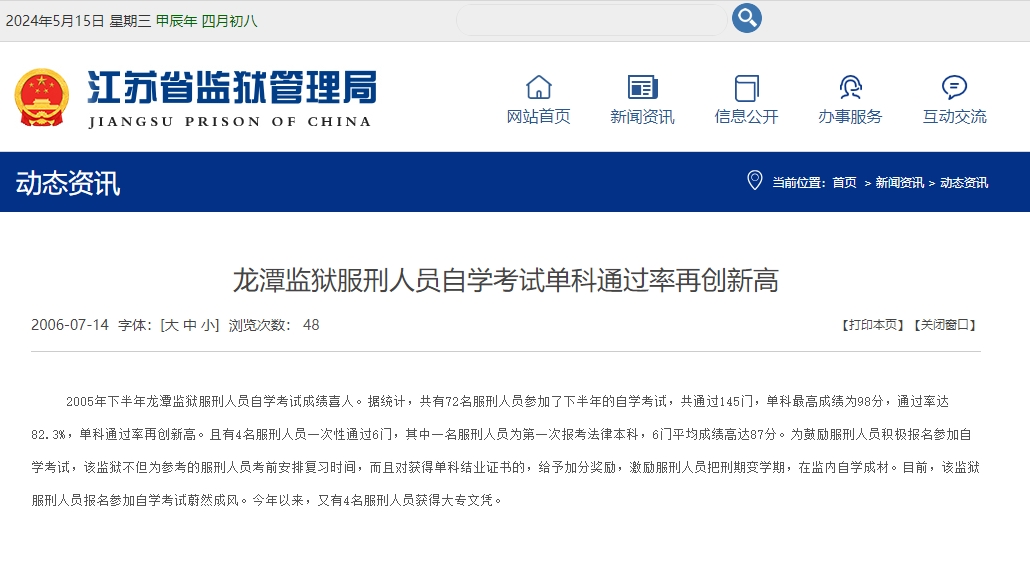 2024年5月15日 星期三 甲辰年 四月初八
江苏省监狱管理局
JIANGSU PRISON OF CHINA
网站首页 新闻资讯 信息公开 办事服务 互动交流
动态资讯
当前位置：首页 > 新闻资讯 > 动态资讯
龙潭监狱服刑人员自学考试单科通过率再创新高
2006-07-14 字体：[大 中 小] 浏览次数： 48
【打印本页】【关闭窗口】
2005年下半年龙潭监狱服刑人员自学考试成绩喜人。据统计，共有72名服刑人员参加了下半年的自学考试，共通过145门，单科最高成绩为98分，通过率达
82.3%，单科通过率再创新高。且有4名服刑人员一次性通过6门，其中一名服刑人员为第一次报考法律本科，6门平均成绩高达87分。为鼓励服刑人员积极报名参加自
学考试，该监狱不但为参考的服刑人员考前安排复习时间，而且对获得单科结业证书的，给予加分奖励，激励服刑人员把刑期变学期，在监内自学成材。目前，该监狱
服刑人员报名参加自学考试蔚然成风。今年以来，又有4名服刑人员获得大专文凭。